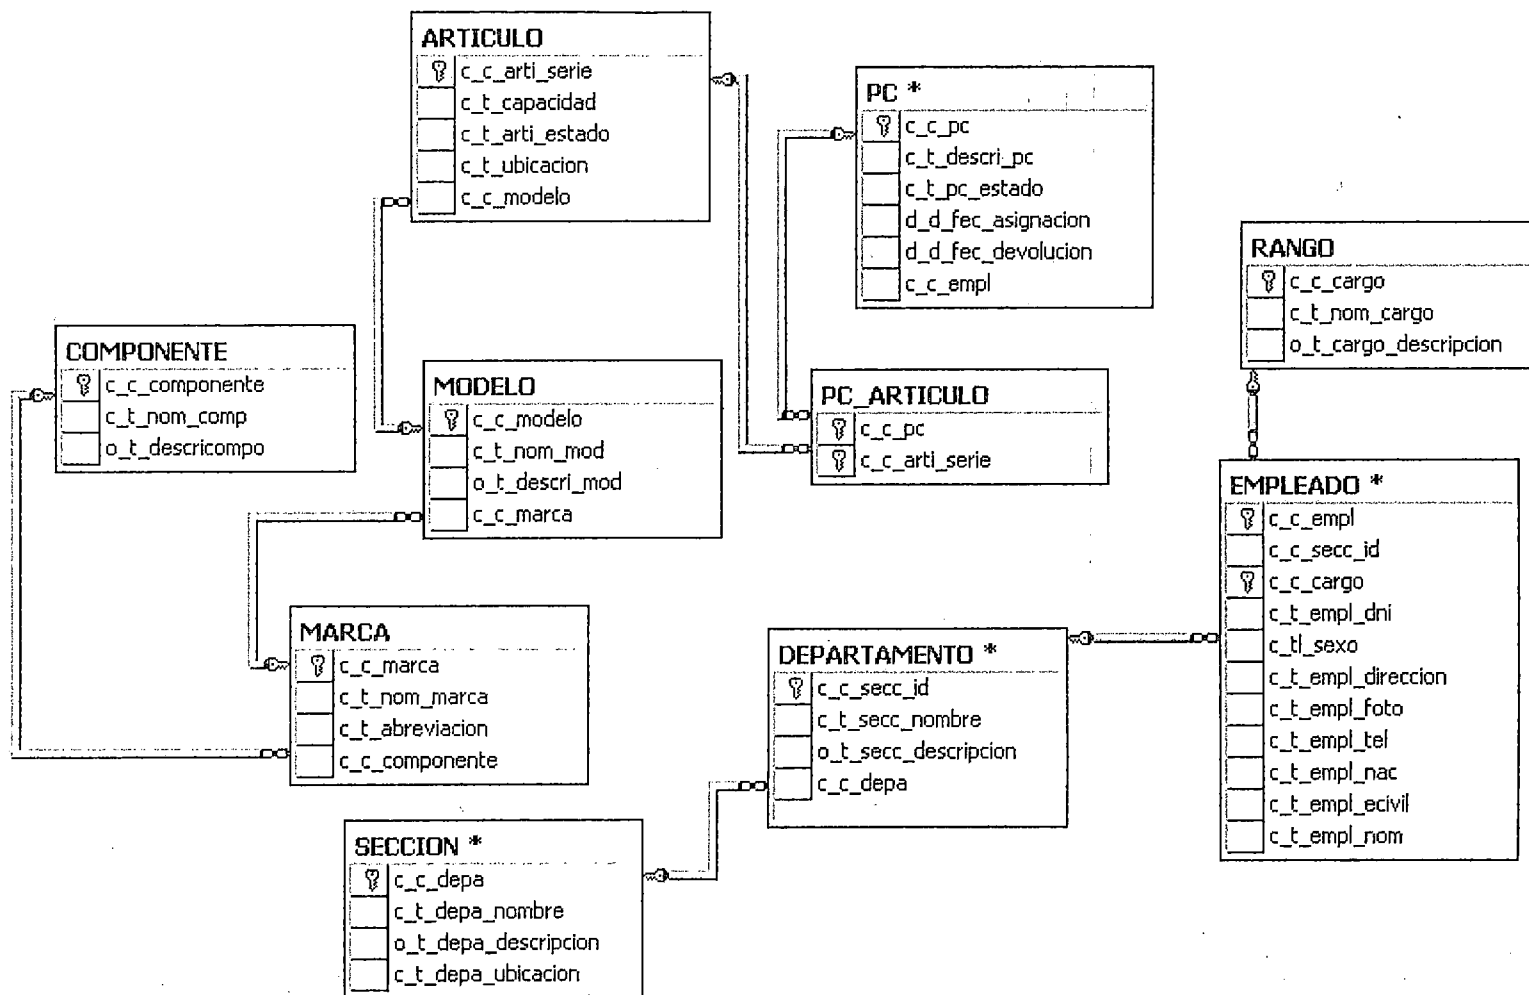 ARTICULO
c_c_arti_serie
c_t_capacidad
c_t_arti_estado
c_t_ubicacion
c_c_modelo
PC *
c_c_pc
c_t_descri_pc
c_t_pc_estado
d_d_fec_asignacion
d_d_fec_devolucion
c_c_empl
RANGO
c_c_cargo
c_t_nom_cargo
o_t_cargo_descripcion
COMPONENTE
c_c_componente
c_t_nom_comp
o_t_descricompo
MODELO
c_c_modelo
c_t_nom_mod
o_t_descri_mod
c_c_marca
PC_ARTICULO
c_c_pc
c_c_arti_serie
EMPLEADO *
c_c_empl
c_c_secc_id
c_c_cargo
c_t_empl_dni
c_tl_sexo
c_t_empl_direccion
c_t_empl_foto
c_t_empl_tel
c_t_empl_nac
c_t_empl_ecivil
c_t_empl_nom
MARCA
c_c_marca
c_t_nom_marca
c_t_abreviacion
c_c_componente
DEPARTAMENTO *
c_c_secc_id
c_t_secc_nombre
o_t_secc_descripcion
c_c_depa
SECCION *
c_c_depa
c_t_depa_nombre
o_t_depa_descripcion
c_t_depa_ubicacion